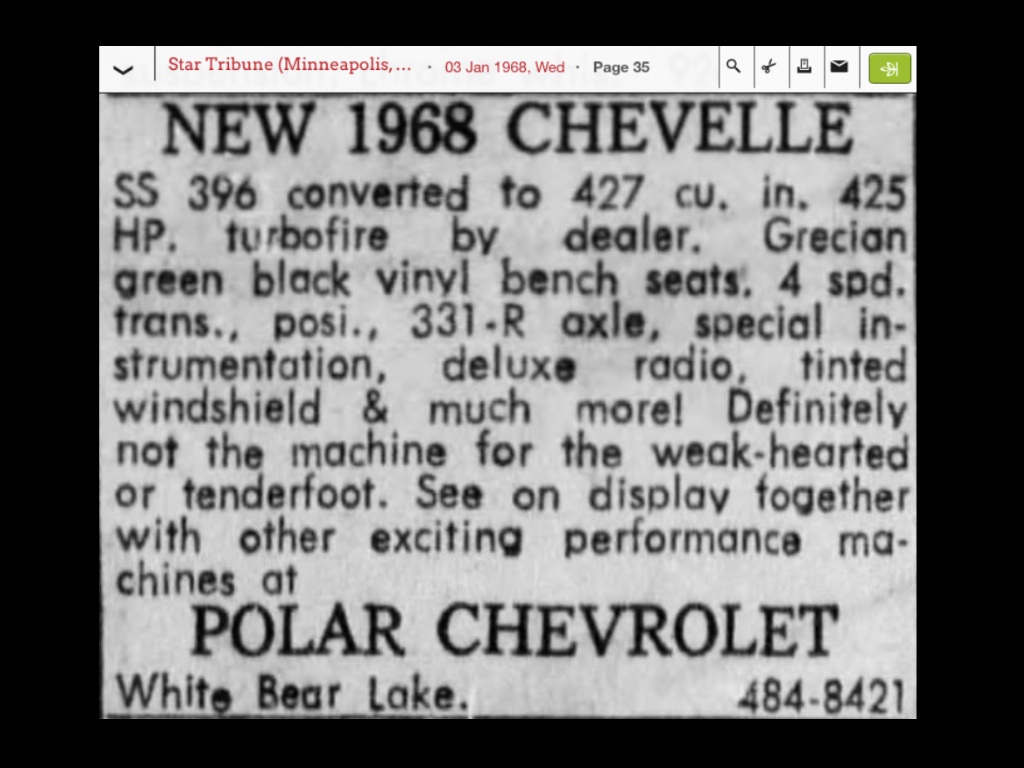 Star Tribune (Minneapolis, ... · 03 Jan 1968, Wed · Page 35
NEW 1968 CHEVELLE
SS 396 converted to 427 cu. in. 425
HP. turbofire by dealer. Grecian
green black vinyl bench seats. 4 spd.
trans., posi., 331-R axle, special in-
strumentation, deluxe radio, tinted
windshield & much more! Definitely
not the machine for the weak-hearted
or tenderfoot. See on display together
with other exciting performance ma-
chines at
POLAR CHEVROLET
White Bear Lake. 484-8421